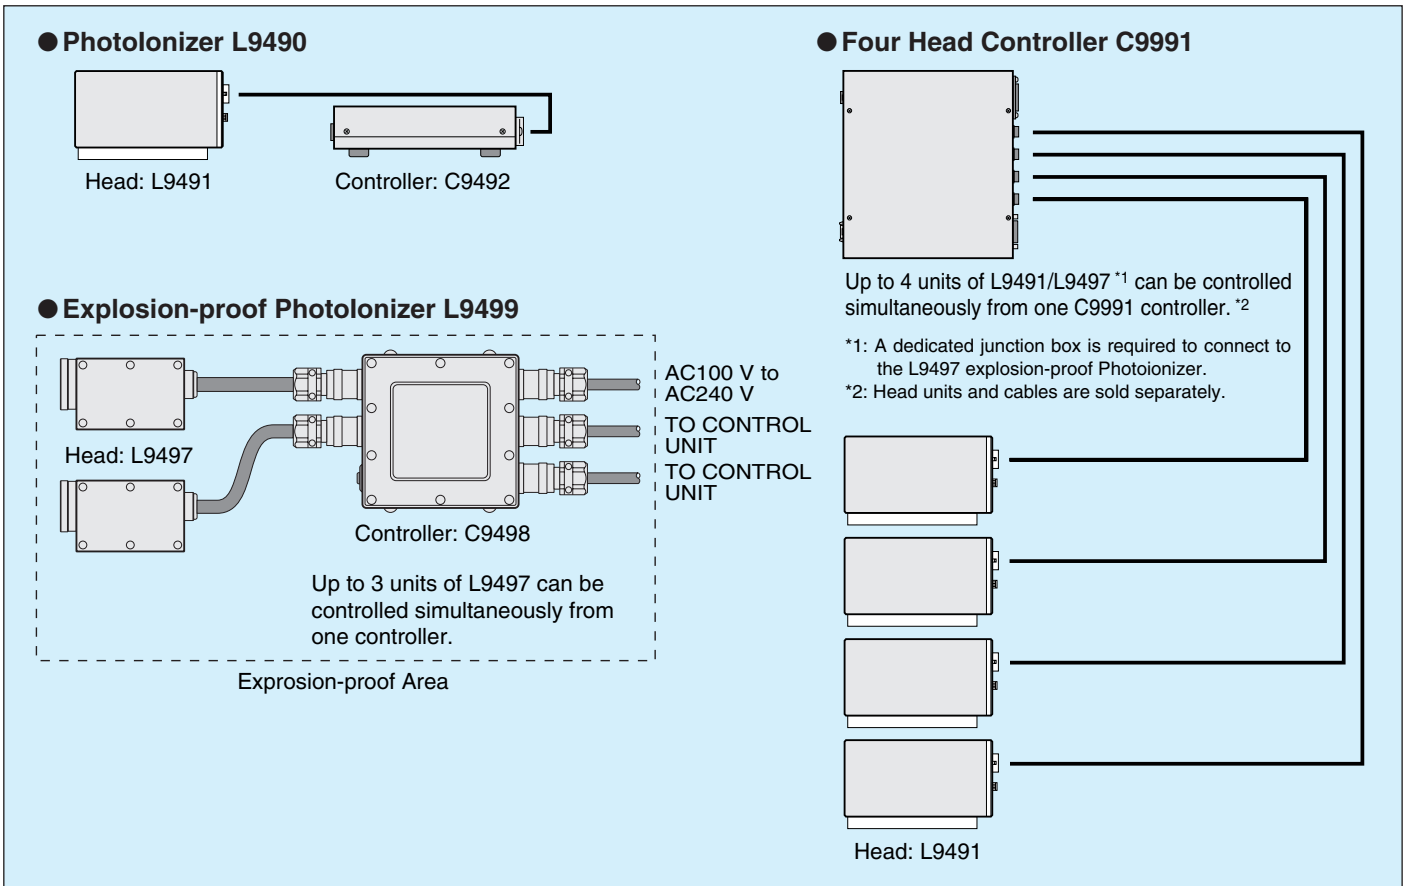 ● PhotoIonizer L9490
Head: L9491
Controller: C9492
● Explosion-proof PhotoIonizer L9499
Head: L9497
AC100 V to
AC240 V
TO CONTROL
UNIT
TO CONTROL
UNIT
Controller: C9498
Up to 3 units of L9497 can be
controlled simultaneously from
one controller.
Exprosion-proof Area
● Four Head Controller C9991
Up to 4 units of L9491/L9497 *1 can be controlled
simultaneously from one C9991 controller. *2
*1: A dedicated junction box is required to connect to
the L9497 explosion-proof Photoionizer.
*2: Head units and cables are sold separately.
Head: L9491